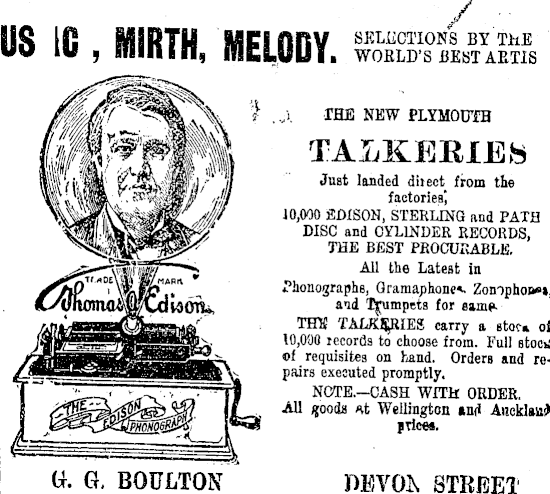 US IC, MIRTH, MELODY.
SELECTIONS BY THE
WORLD'S BEST ARTIS
THE NEW PLYMOUTH
TALKERIES
Just landed direct from the
factories,
10,000 EDISON, STERLING and PATH
DISC and CYLINDER RECORDS,
THE BEST PROCURABLE.
All the Latest in
Phonographs, Gramaphones, Zonophones,
and Trumpets for same.
THE TALKERIES carry a stock of
10,000 records to choose from. Full stock
of requisites on hand. Orders and re-
pairs executed promptly.
NOTE.—CASH WITH ORDER.
All goods at Wellington and Auckland
prices.
TRADE MARK
Thomas A Edison
THE EDISON PHONOGRAPH
G. G. BOULTON
DEVON STREET